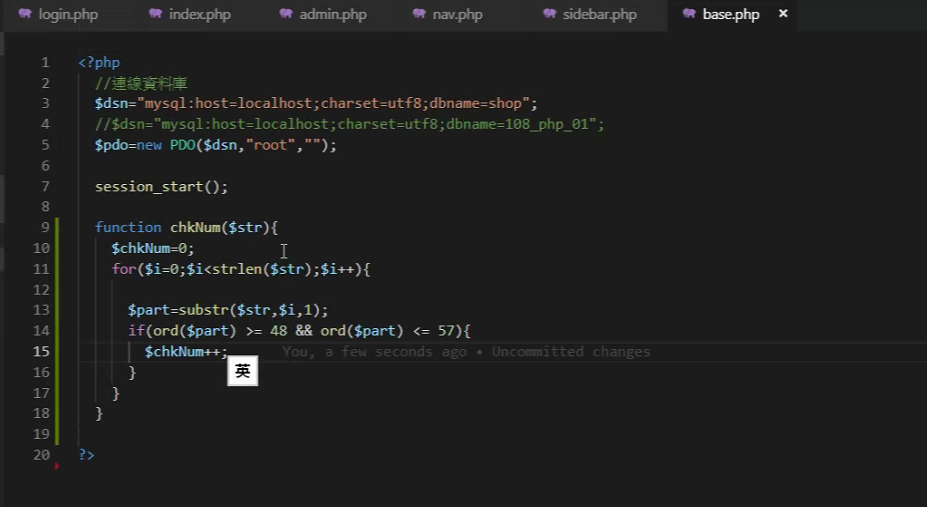 login.php index.php admin.php nav.php sidebar.php base.php ×
1 <?php
2 //連線資料庫
3 $dsn="mysql:host=localhost;charset=utf8;dbname=shop";
4 //$dsn="mysql:host=localhost;charset=utf8;dbname=108_php_01";
5 $pdo=new PDO($dsn,"root","");
6
7 session_start();
8
9 function chkNum($str){
10 $chkNum=0;
11 for($i=0;$i<strlen($str);$i++){
12
13 $part=substr($str,$i,1);
14 if(ord($part) >= 48 && ord($part) <= 57){
15 $chkNum++; You, a few seconds ago • Uncommitted changes
英
16 }
17 }
18 }
19
20 ?>